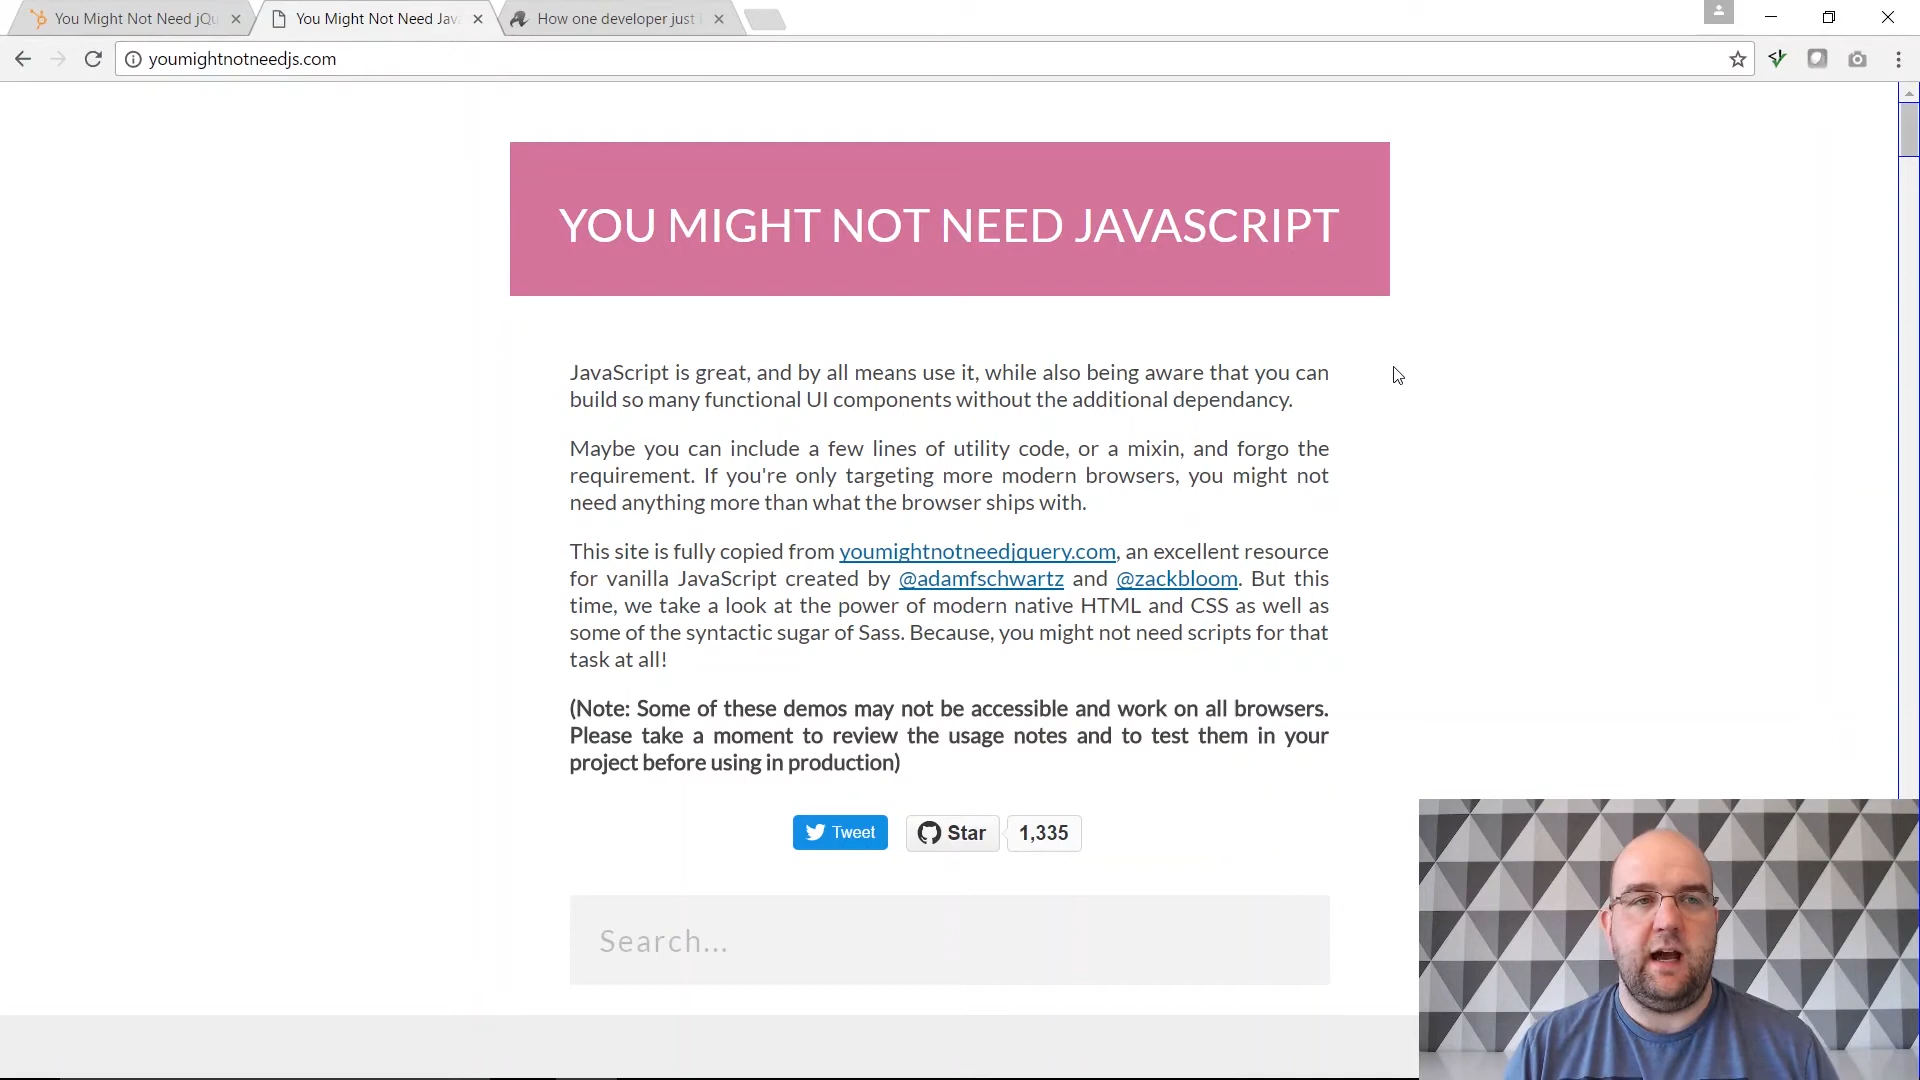 You Might Not Need jQu
You Might Not Need Jav
How one developer just
youmightnotneedjs.com
YOU MIGHT NOT NEED JAVASCRIPT
JavaScript is great, and by all means use it, while also being aware that you can
build so many functional UI components without the additional dependancy.
Maybe you can include a few lines of utility code, or a mixin, and forgo the
requirement. If you're only targeting more modern browsers, you might not
need anything more than what the browser ships with.
This site is fully copied from youmightnotneedjquery.com, an excellent resource
for vanilla JavaScript created by @adamfschwartz and @zackbloom. But this
time, we take a look at the power of modern native HTML and CSS as well as
some of the syntactic sugar of Sass. Because, you might not need scripts for that
task at all!
(Note: Some of these demos may not be accessible and work on all browsers.
Please take a moment to review the usage notes and to test them in your
project before using in production)
Tweet
Star
1,335
Search...